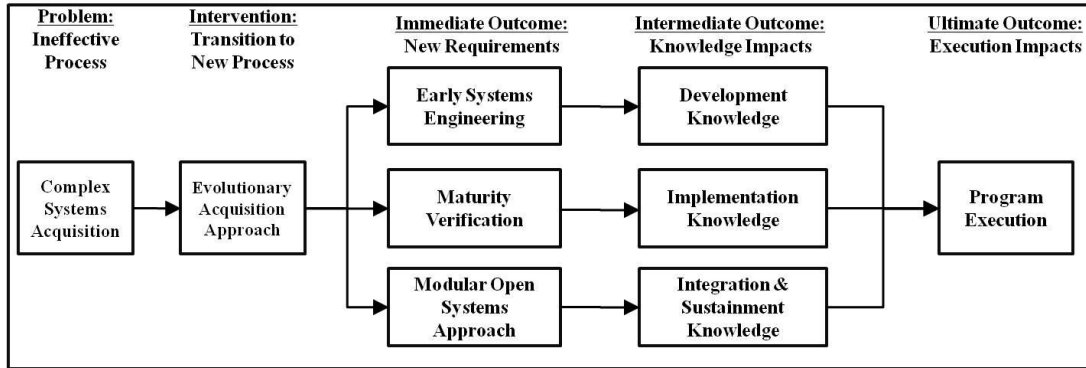 Problem:
Ineffective
Process
Intervention:
Transition to
New Process
Immediate Outcome:
New Requirements
Intermediate Outcome:
Knowledge Impacts
Ultimate Outcome:
Execution Impacts
Complex
Systems
Acquisition
Evolutionary
Acquisition
Approach
Early Systems
Engineering
Development
Knowledge
Maturity
Verification
Implementation
Knowledge
Modular Open
Systems
Approach
Integration &
Sustainment
Knowledge
Program
Execution